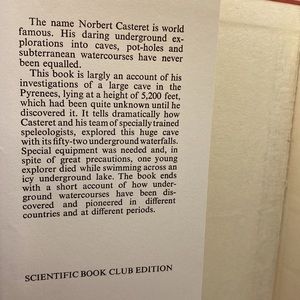 The name Norbert Casteret is world
famous. His daring underground ex-
plorations into caves, pot-holes and
subterranean watercourses have never
been equalled.
This book is largly an account of his
investigations of a large cave in the
Pyrenees, lying at a height of 5,200 feet,
which had been quite unknown until he
discovered it. It tells dramatically how
Casteret and his team of specially trained
speleologists, explored this huge cave
with its fifty-two underground waterfalls.
Special equipment was needed and, in
spite of great precautions, one young
explorer died while swimming across an
icy underground lake. The book ends
with a short account of how under-
ground watercourses have been dis-
covered and pioneered in different
countries and at different periods.
SCIENTIFIC BOOK CLUB EDITION